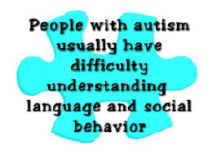 People with autism
usually have
difficulty
understanding
language and social
behavior